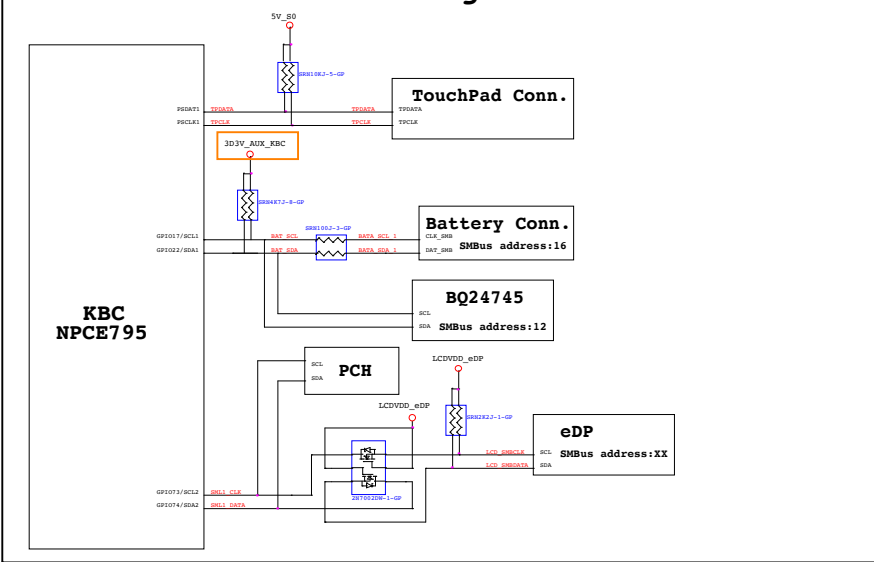 5V_S0
SRN10KJ-5-GP
TouchPad Conn.
PSDAT1 TPDATA TPDATA TPDATA
PSCLK1 TPCLK TPCLK TPCLK
3D3V_AUX_KBC
SRN4K7J-8-GP
SRN100J-3-GP
Battery Conn.
GPIO17/SCL1 BAT_SCL BATA_SCL_1 CLK_SMB
SMBus address:16
GPIO22/SDA1 BAT_SDA BATA_SDA_1 DAT_SMB
BQ24745
SCL
SDA SMBus address:12
KBC
NPCE795
SCL
PCH
SDA
LCDVDD_eDP
LCDVDD_eDP
SRN2K2J-1-GP
eDP
LCD_SMBCLK SCL SMBus address:XX
LCD_SMBDATA SDA
GPIO73/SCL2 SML1_CLK
2N7002DW-1-GP
GPIO74/SDA2 SML1_DATA